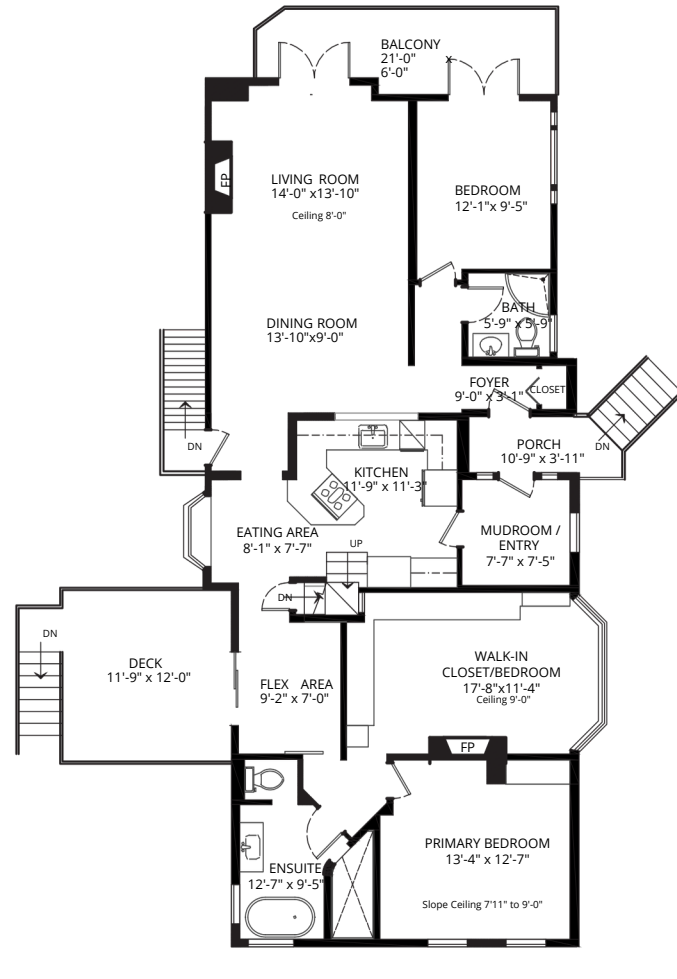 BALCONY
21'-0" x
6'-0"
FP
LIVING ROOM
14'-0" x13'-10"
Ceiling 8'-0"
BEDROOM
12'-1"x 9'-5"
DINING ROOM
13'-10"x9'-0"
BATH
5'-9" x 5'-9"
FOYER
9'-0" x 3'-1"
CLOSET
DN
PORCH
10'-9" x 3'-11"
DN
KITCHEN
11'-9" x 11'-3"
EATING AREA
8'-1" x 7'-7"
UP
MUDROOM /
ENTRY
7'-7" x 7'-5"
DN
DN
DECK
11'-9" x 12'-0"
FLEX AREA
9'-2" x 7'-0"
WALK-IN
CLOSET/BEDROOM
17'-8"x11'-4"
Ceiling 9'-0"
FP
PRIMARY BEDROOM
13'-4" x 12'-7"
ENSUITE
12'-7" x 9'-5"
Slope Ceiling 7'11" to 9'-0"